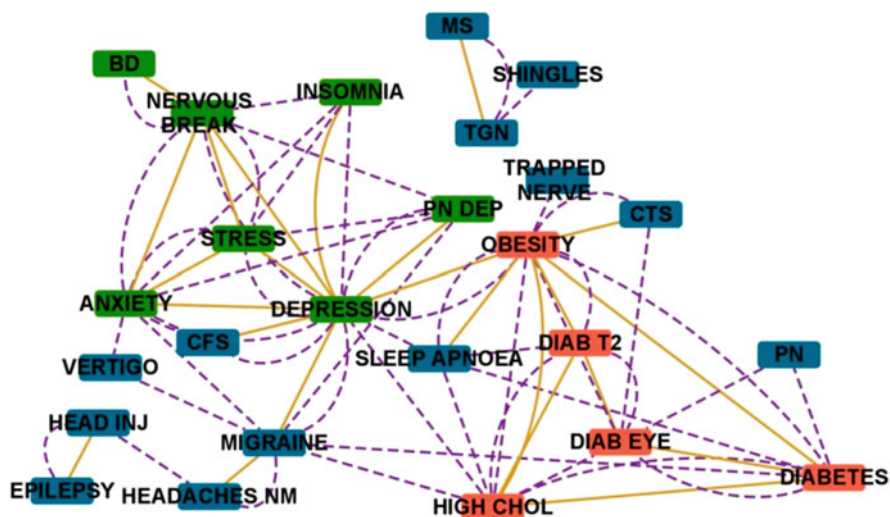 MS
BD
SHINGLES
INSOMNIA
NERVOUS
BREAK
TGN
TRAPPED
NERVE
PN DEP
CTS
STRESS
OBESITY
ANXIETY
DEPRESSION
CFS
DIAB T2
SLEEP APNOEA
PN
VERTIGO
HEAD INJ
MIGRAINE
DIAB EYE
DIABETES
EPILEPSY
HEADACHES NM
HIGH CHOL